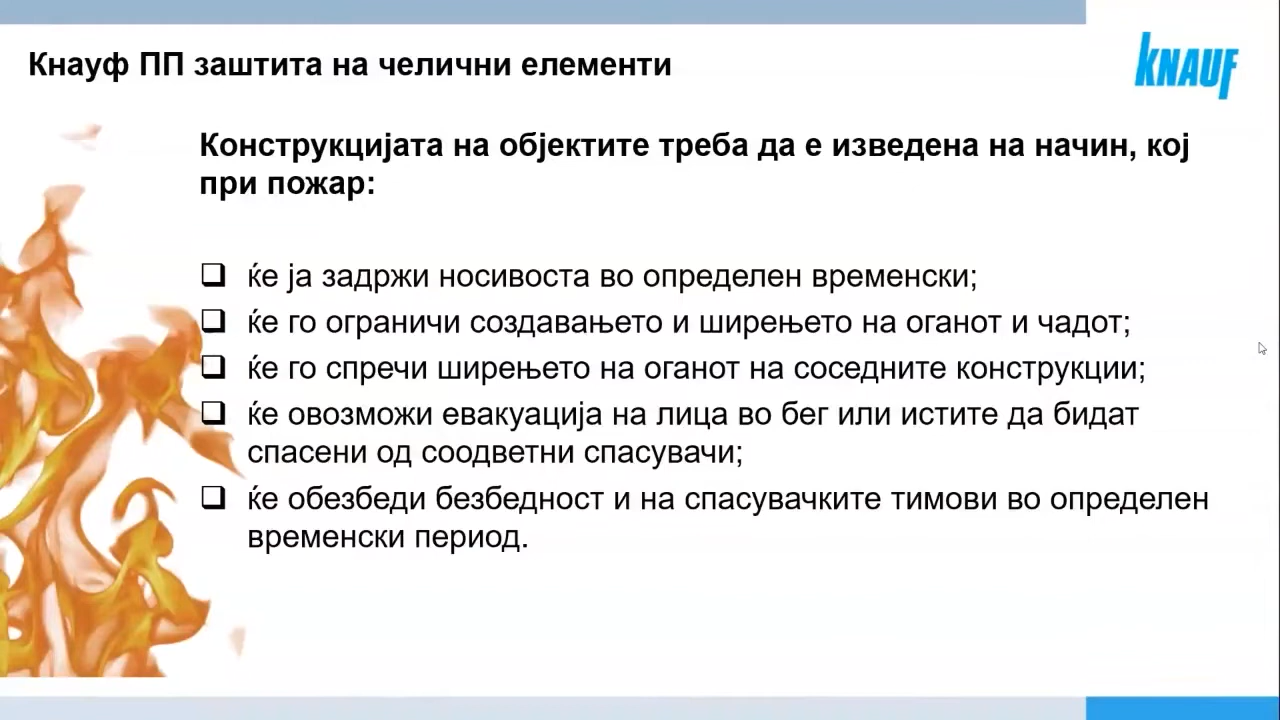 Кнауф ПП заштита на челични елементи
KNAUF
Конструкцијата на објектите треба да е изведена на начин, кој
при пожар:
ќе ја задржи носивоста во определен временски;
ќе го ограничи создавањето и ширењето на оганот и чадот;
ќе го спречи ширењето на оганот на соседните конструкции;
ќе овозможи евакуација на лица во бег или истите да бидат
спасени од соодветни спасувачи;
ќе обезбеди безбедност и на спасувачките тимови во определен
временски период.